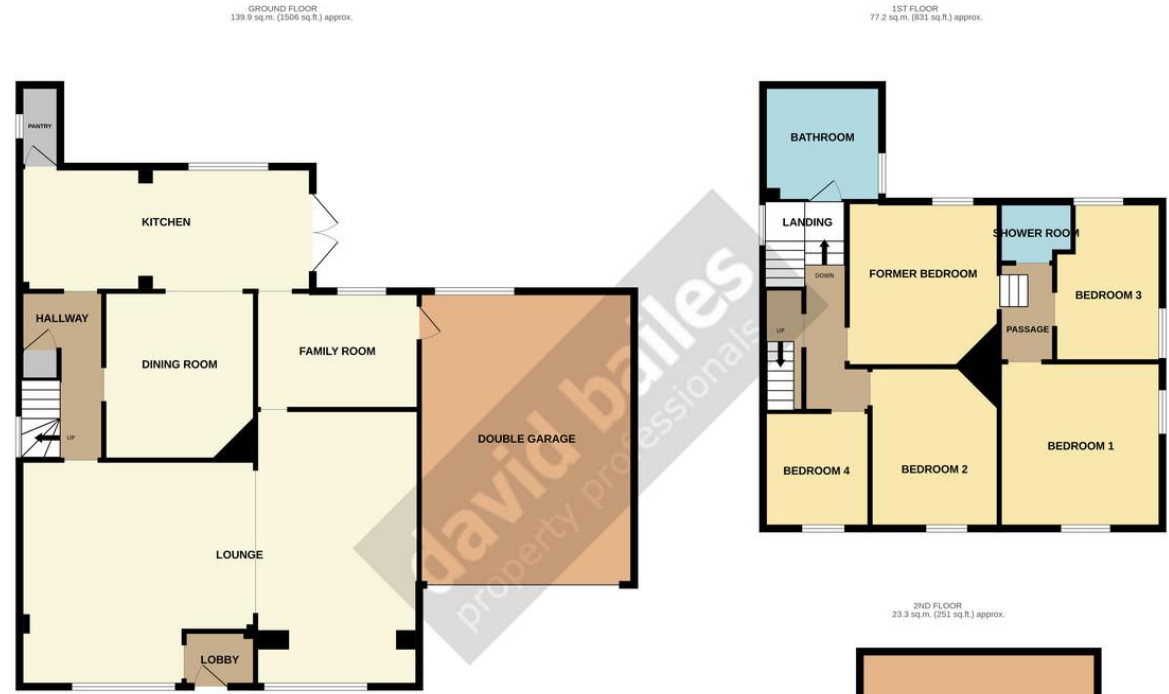 GROUND FLOOR
139.9 sq.m. (1506 sq.ft.) approx.
PANTRY
KITCHEN
HALLWAY
DINING ROOM
FAMILY ROOM
UP
DOUBLE GARAGE
LOUNGE
LOBBY
1ST FLOOR
77.2 sq.m. (831 sq.ft.) approx.
BATHROOM
LANDING
SHOWER ROOM
DOWN
FORMER BEDROOM
BEDROOM 3
UP
PASSAGE
BEDROOM 1
BEDROOM 4
BEDROOM 2
2ND FLOOR
23.3 sq.m. (251 sq.ft.) approx.
david bailes
property professionals